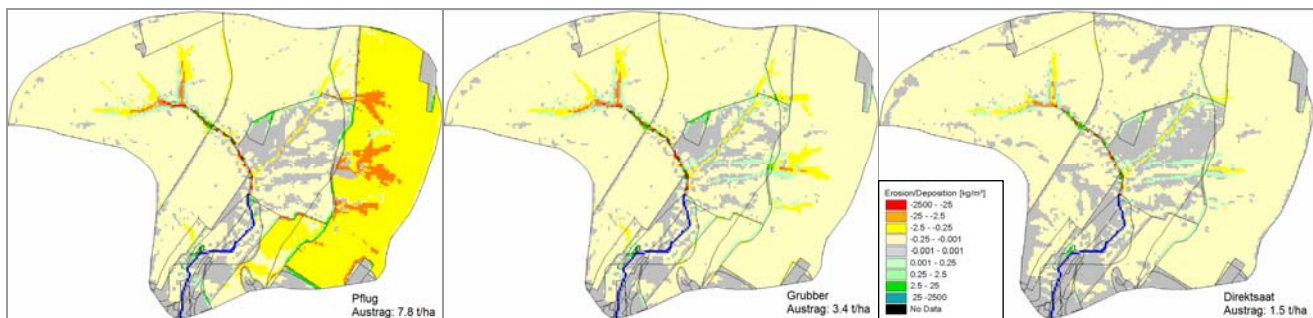 Pflug
Austrag: 7.8 t/ha
Grubber
Austrag: 3.4 t/ha
Erosion/Deposition [kg/m²]
-2500 - -25
-25 - -2.5
-2.5 - -0.25
-0.25 - -0.001
-0.001 - 0.001
0.001 - 0.25
0.25 - 2.5
2.5 - 25
25 -2500
No Data
Direktsaat
Austrag: 1.5 t/ha